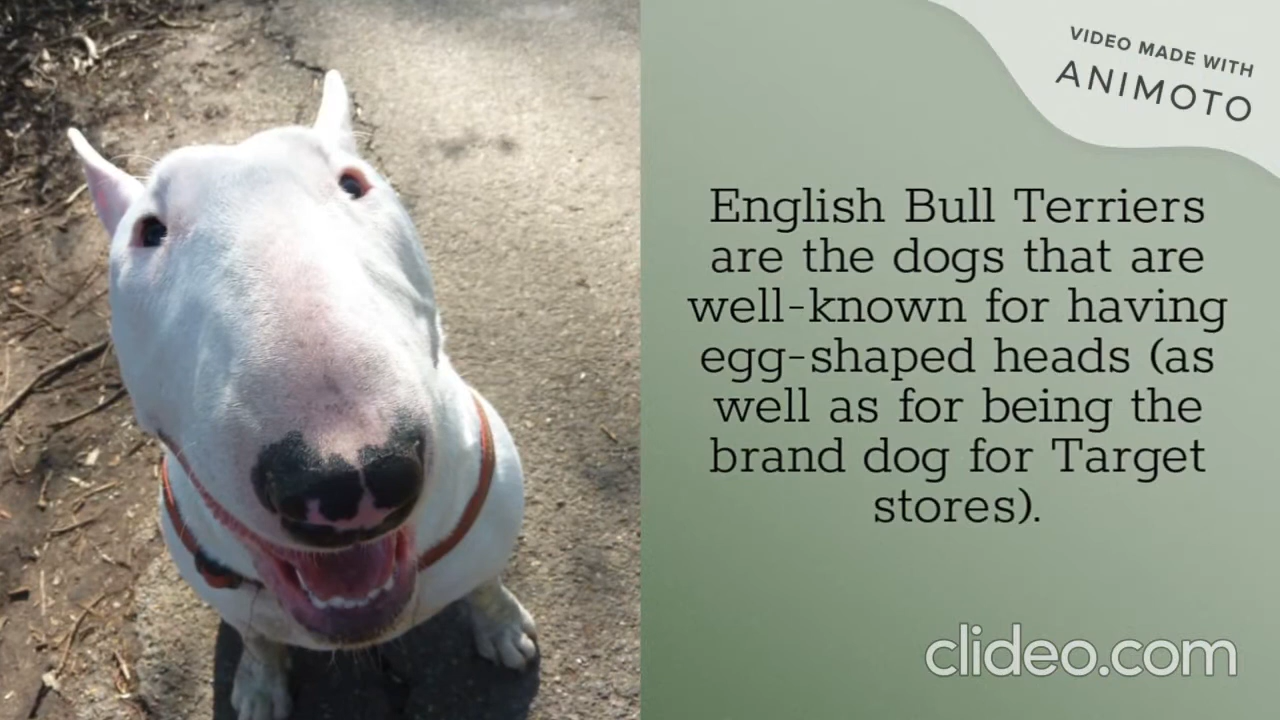 VIDEO MADE WITH
ANIMOTO
English Bull Terriers
are the dogs that are
well-known for having
egg-shaped heads (as
well as for being the
brand dog for Target
stores).
clideo.com